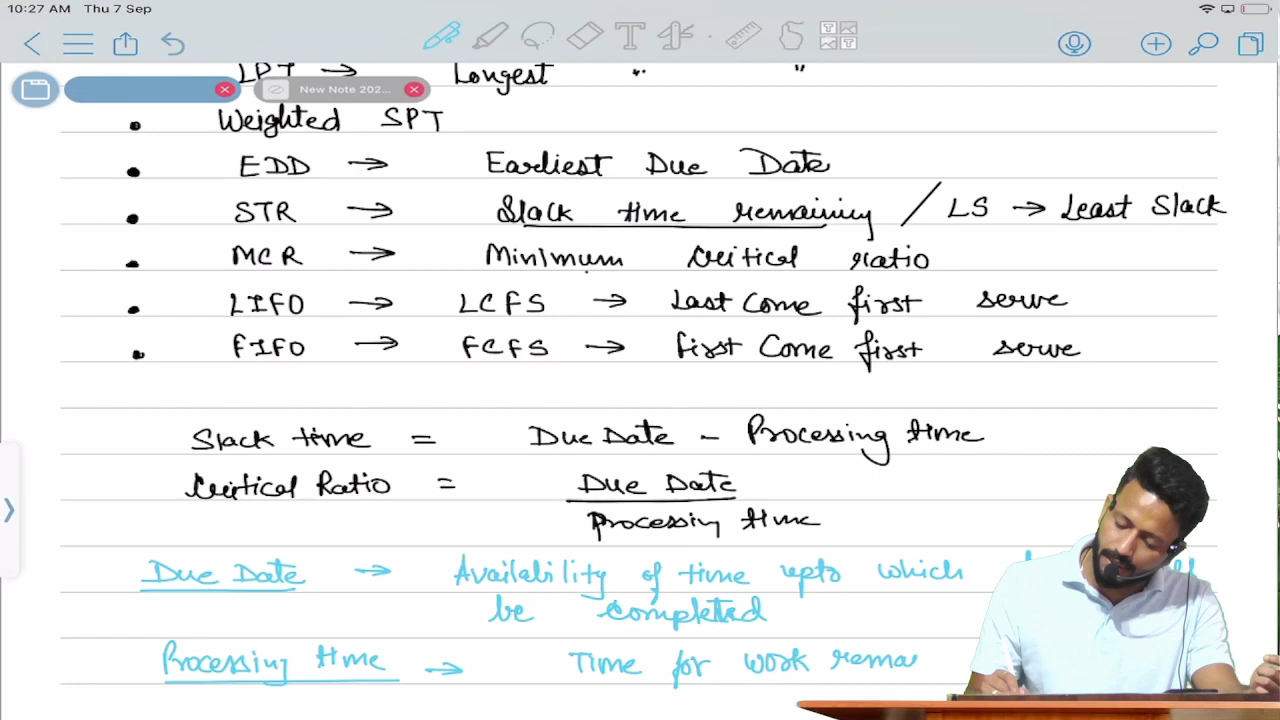 10:27 AM Thu 7 Sep
LPT → Longest " "
New Note 202...
• Weighted SPT
• EDD → Earliest Due Date
• STR → Slack time remaining / LS → Least Slack
• MCR → Minimum Critical ratio
• LIFO → LCFS → Last Come first serve
• FIFO → FCFS → First Come first serve
Slack time = Due Date - Processing time
Critical Ratio = Due Date
Processing time
Due Date → Availability of time upto which
be completed
Processing time → Time for work remai